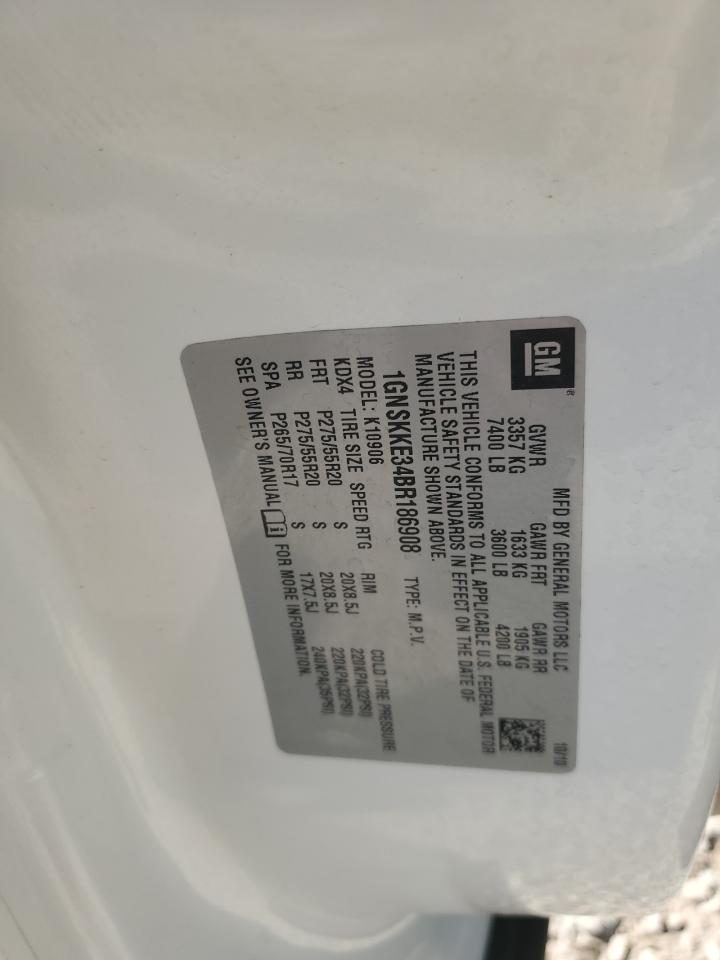 GM ®
MFD BY GENERAL MOTORS LLC 10/10
GVWR GAWR FRT GAWR RR
3357 KG 1633 KG 1905 KG
7400 LB 3600 LB 4200 LB
THIS VEHICLE CONFORMS TO ALL APPLICABLE U.S. FEDERAL MOTOR
VEHICLE SAFETY STANDARDS IN EFFECT ON THE DATE OF
MANUFACTURE SHOWN ABOVE.
1GNSKKE34BR186908 TYPE: M.P.V.
MODEL: K10906
KDX4 TIRE SIZE SPEED RTG RIM COLD TIRE PRESSURE
FRT P275/55R20 S 20X8.5J 220KPA(32PSI)
RR P275/55R20 S 20X8.5J 220KPA(32PSI)
SPA P265/70R17 S 17X7.5J 240KPA(35PSI)
SEE OWNER'S MANUAL FOR MORE INFORMATION.